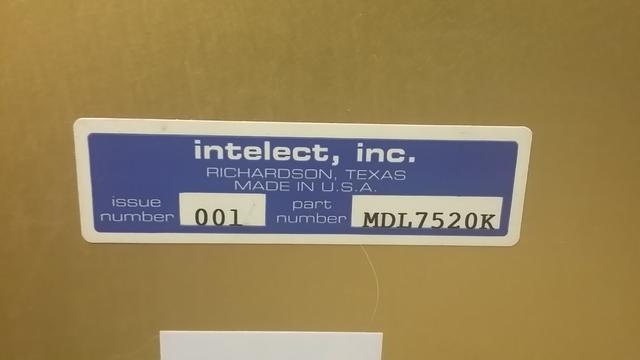 intelect, inc.
RICHARDSON, TEXAS
MADE IN U.S.A.
issue number 001 part number MDL7520K